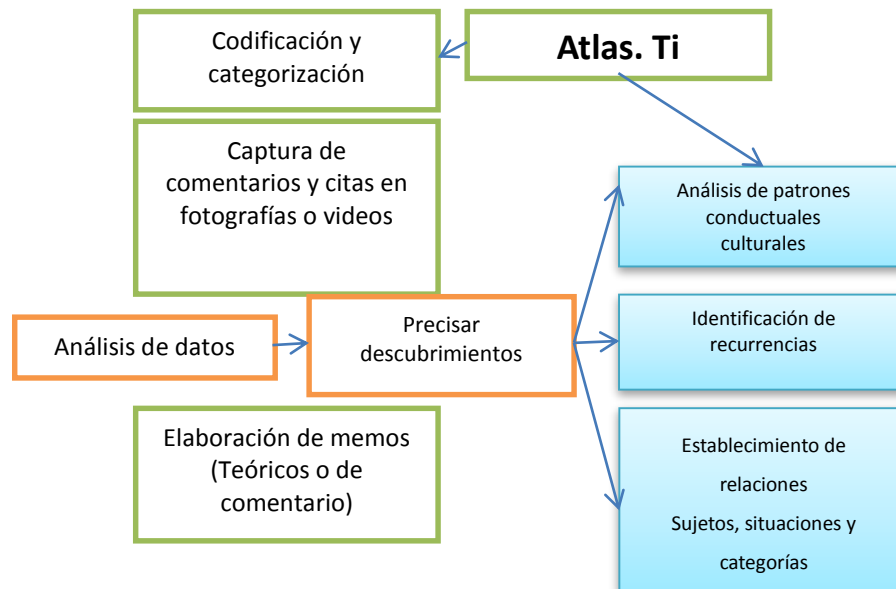 Codificación y
categorización
Atlas. Ti
Captura de
comentarios y citas en
fotografías o videos
Análisis de patrones
conductuales
culturales
Análisis de datos
Precisar
descubrimientos
Identificación de
recurrencias
Elaboración de memos
(Teóricos o de
comentario)
Establecimiento de
relaciones
Sujetos, situaciones y
categorías